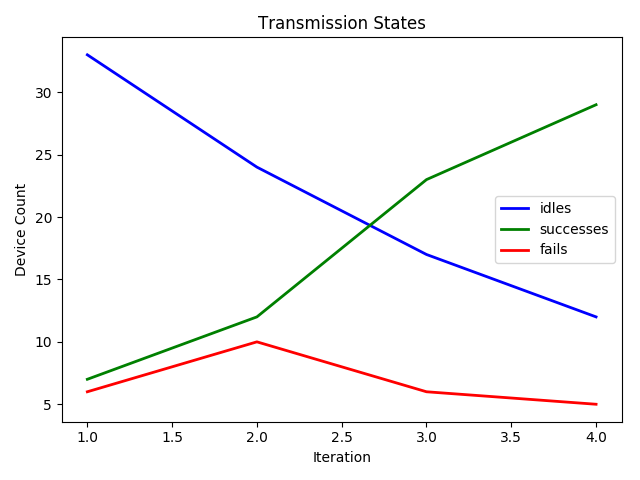 Transmission States
Device Count
30
25
20
15
10
5
idles
successes
fails
1.0 1.5 2.0 2.5 3.0 3.5 4.0
Iteration